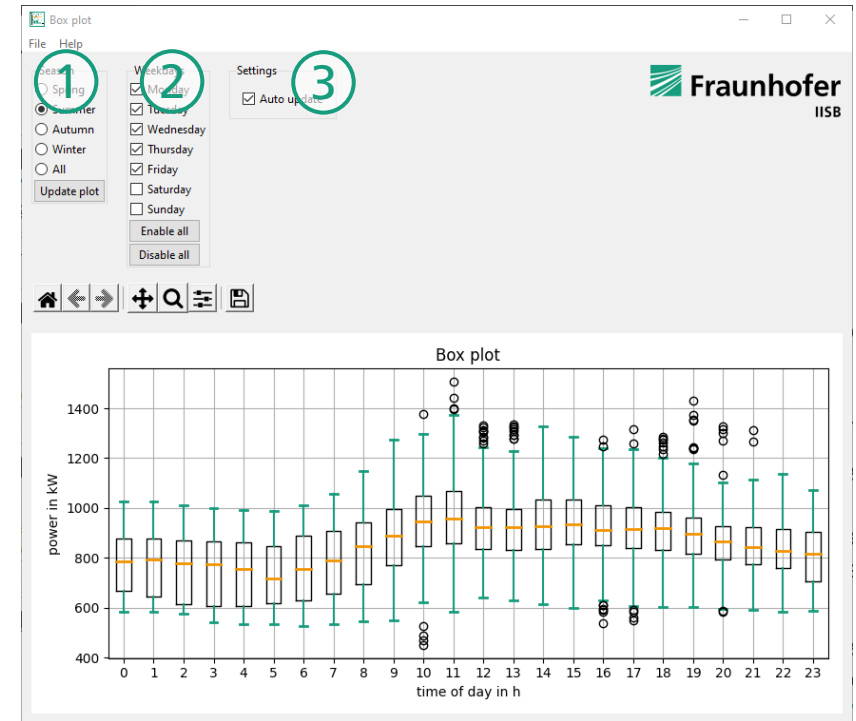 Box plot
File Help
Season
Weekdays
Settings
1
2
3
Spring
Summer
Autumn
Winter
All
Update plot
Monday
Tuesday
Wednesday
Thursday
Friday
Saturday
Sunday
Enable all
Disable all
Auto update
Fraunhofer
IISB
Box plot
power in kW
1400
1200
1000
800
600
400
0 1 2 3 4 5 6 7 8 9 10 11 12 13 14 15 16 17 18 19 20 21 22 23
time of day in h